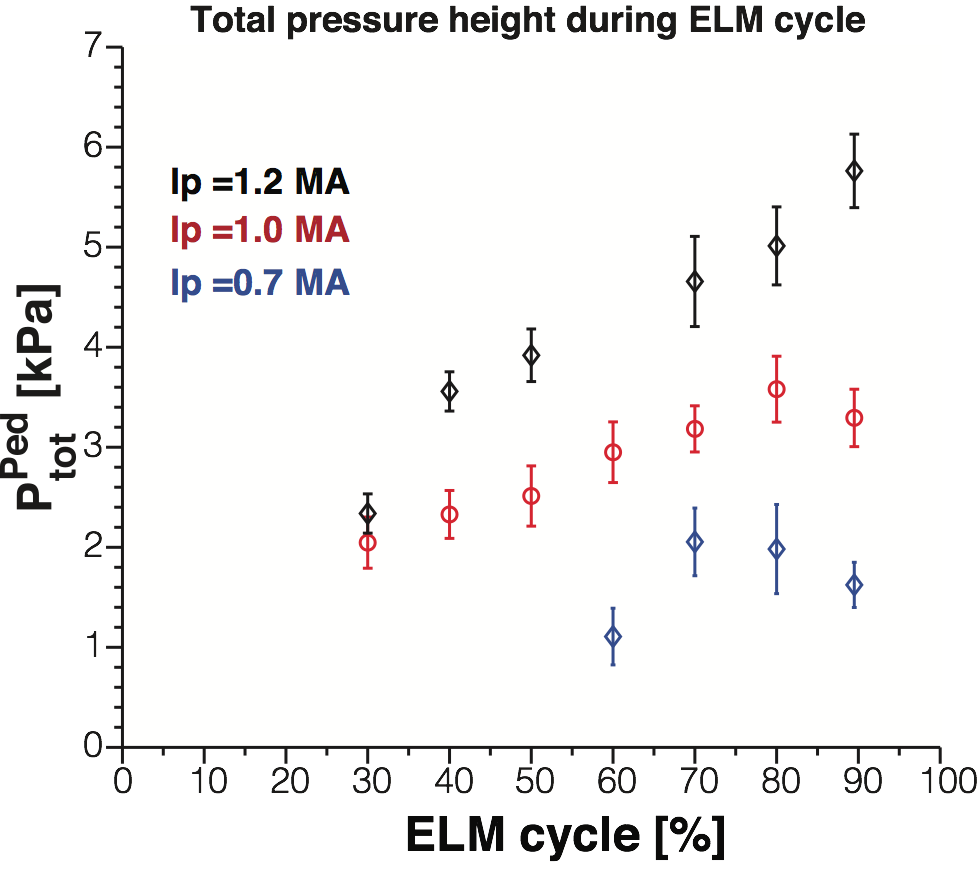 Total pressure height during ELM cycle
7
6
5
4
3
2
1
0
Ip =1.2 MA
Ip =1.0 MA
Ip =0.7 MA
P Ped tot [kPa]
0 10 20 30 40 50 60 70 80 90 100
ELM cycle [%]